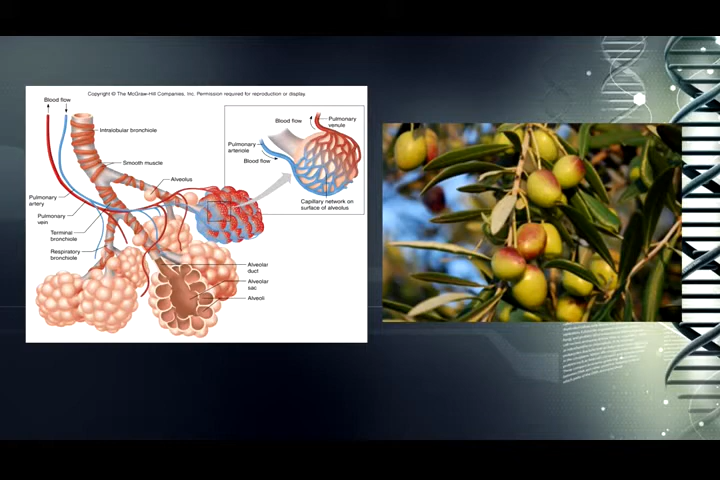 Copyright © The McGraw-Hill Companies, Inc. Permission required for reproduction or display.
Blood flow
Intralobular bronchiole
Smooth muscle
Alveolus
Pulmonary
artery
Pulmonary
vein
Terminal
bronchiole
Respiratory
bronchiole
Alveolar
duct
Alveolar
sac
Alveoli
Blood flow
Pulmonary
venule
Pulmonary
arteriole
Blood flow
Capillary network on
surface of alveolus